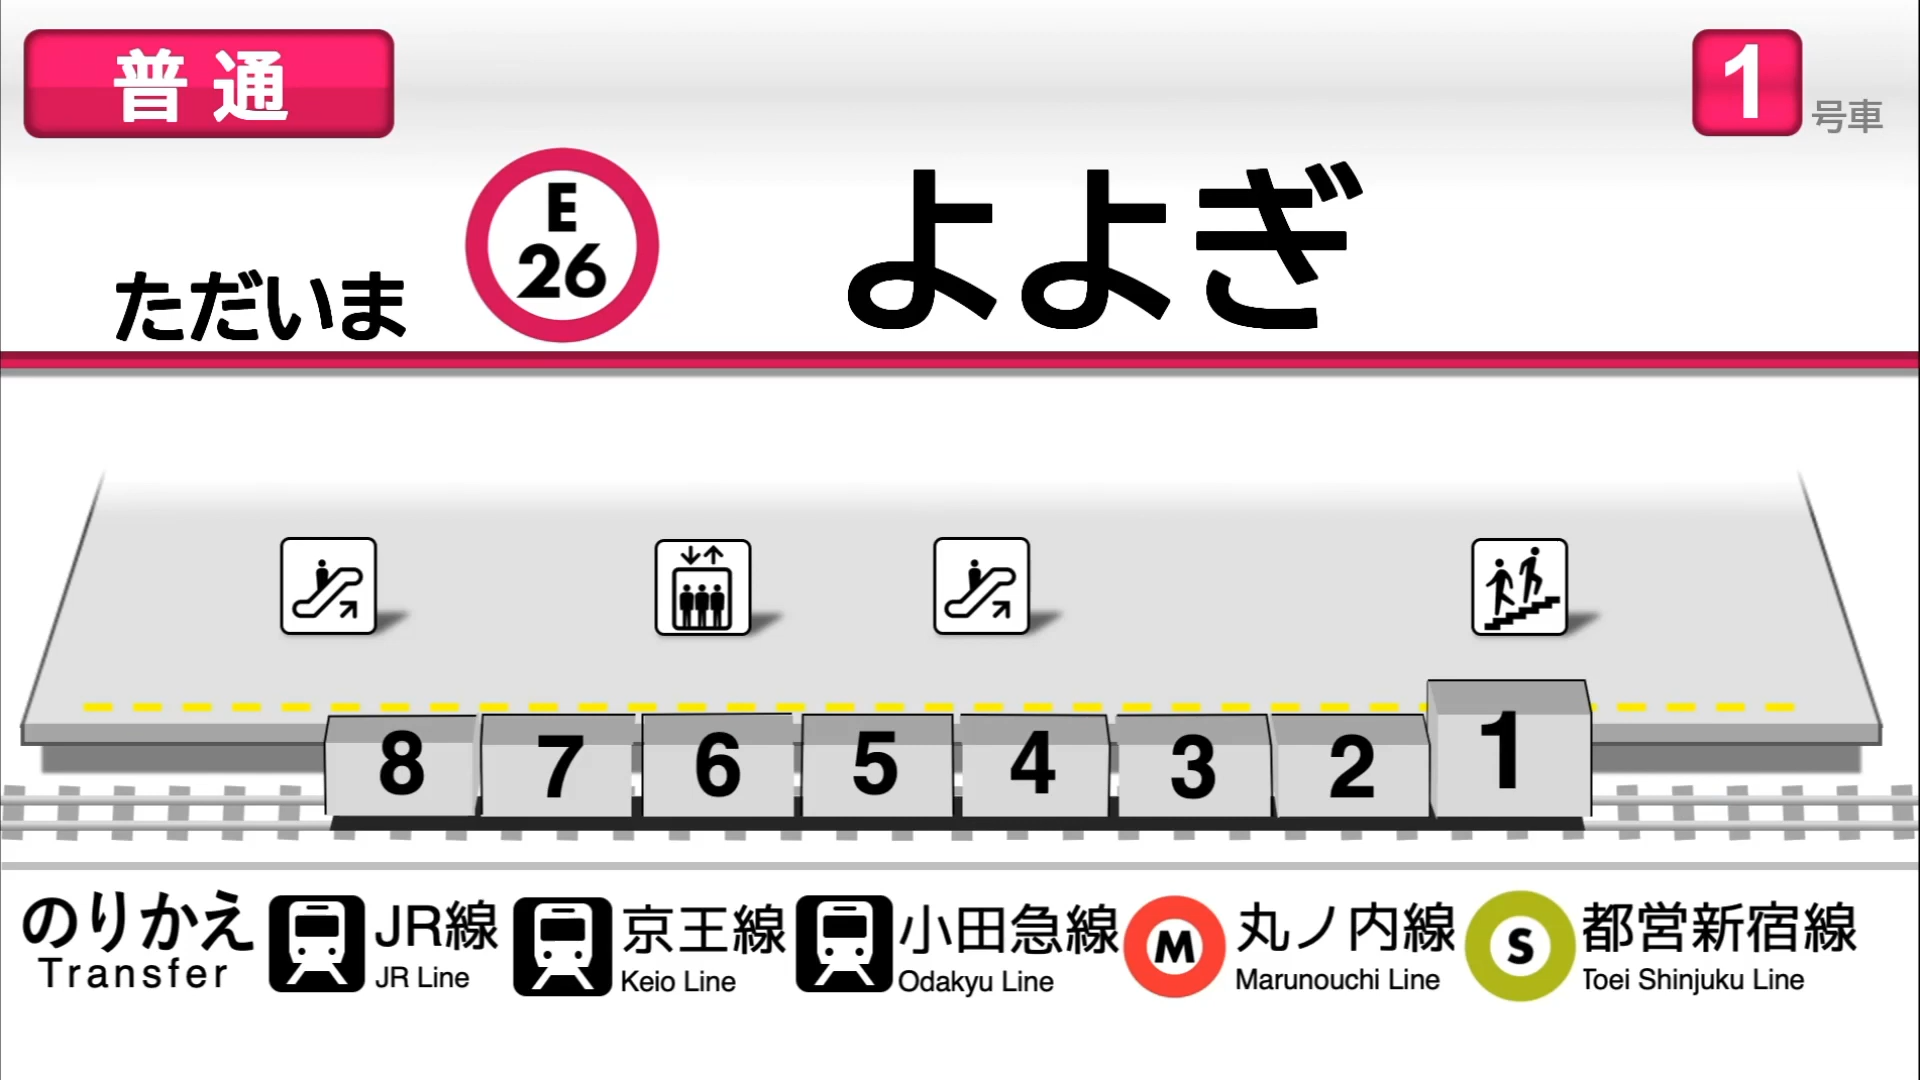 普通
1号車
ただいま
E
26
よよぎ
8 7 6 5 4 3 2 1
のりかえ
Transfer
JR線
JR Line
京王線
Keio Line
小田急線
Odakyu Line
M
丸ノ内線
Marunouchi Line
S
都営新宿線
Toei Shinjuku Line